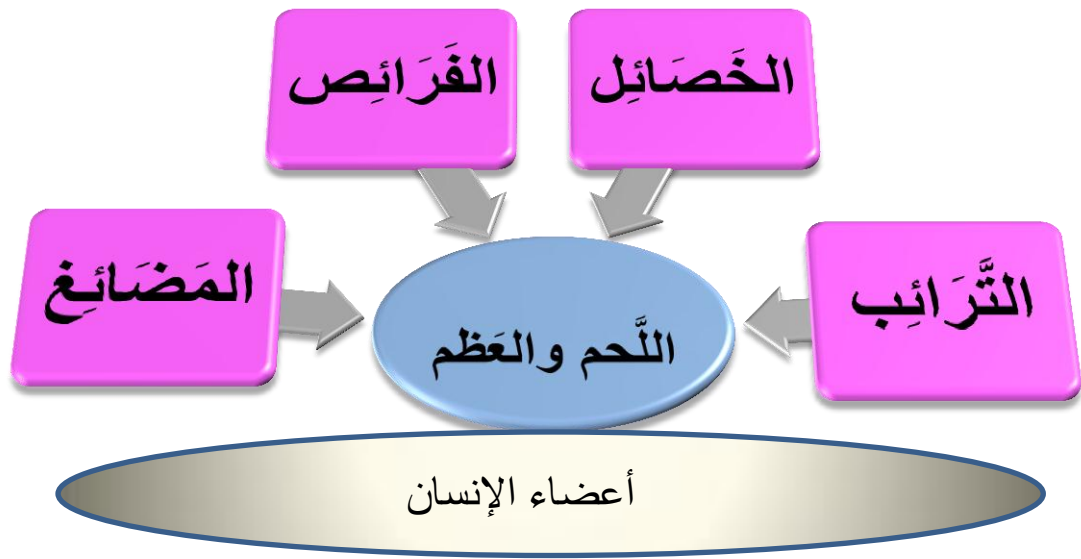 الخَصَائِل
الفَرَائِص
التَّرَائِب
المَضَائِغ
اللَّحم والعَظم
أعضاء الإنسان